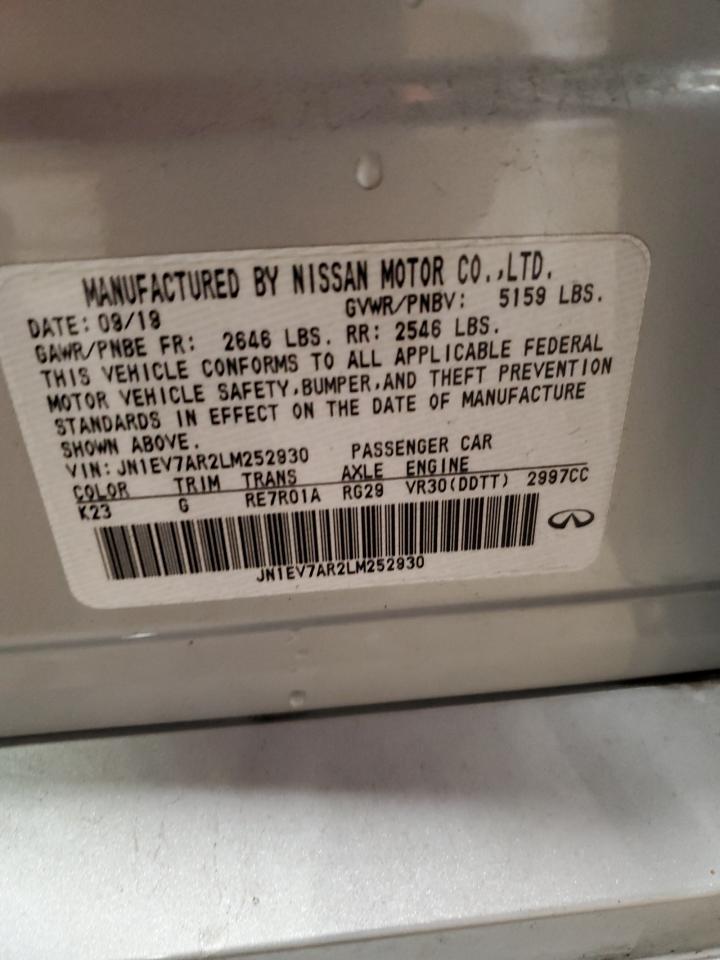 MANUFACTURED BY NISSAN MOTOR CO.,LTD.
DATE: 09/19 GVWR/PNBV: 5159 LBS.
GAWR/PNBE FR: 2646 LBS. RR: 2546 LBS.
THIS VEHICLE CONFORMS TO ALL APPLICABLE FEDERAL
MOTOR VEHICLE SAFETY,BUMPER,AND THEFT PREVENTION
STANDARDS IN EFFECT ON THE DATE OF MANUFACTURE
SHOWN ABOVE.
VIN: JN1EV7AR2LM252930 PASSENGER CAR
COLOR TRIM TRANS AXLE ENGINE
K23 G RE7R01A RG29 VR30(DDTT) 2997CC
JN1EV7AR2LM252930